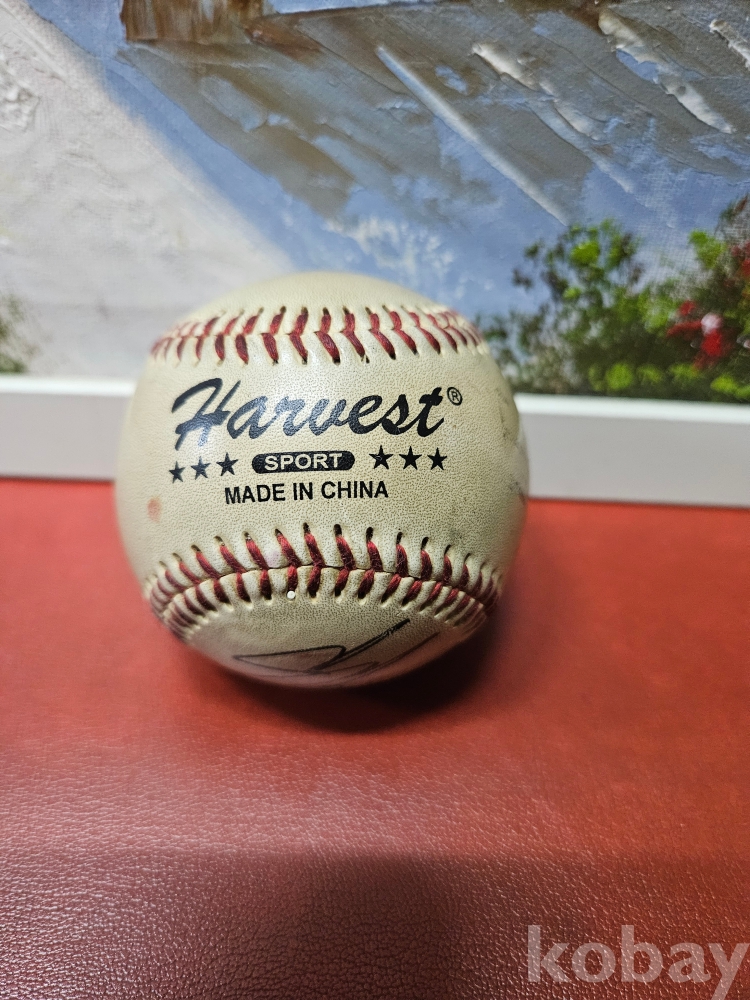 Harvest®
★★★ SPORT ★★★
MADE IN CHINA
kobay